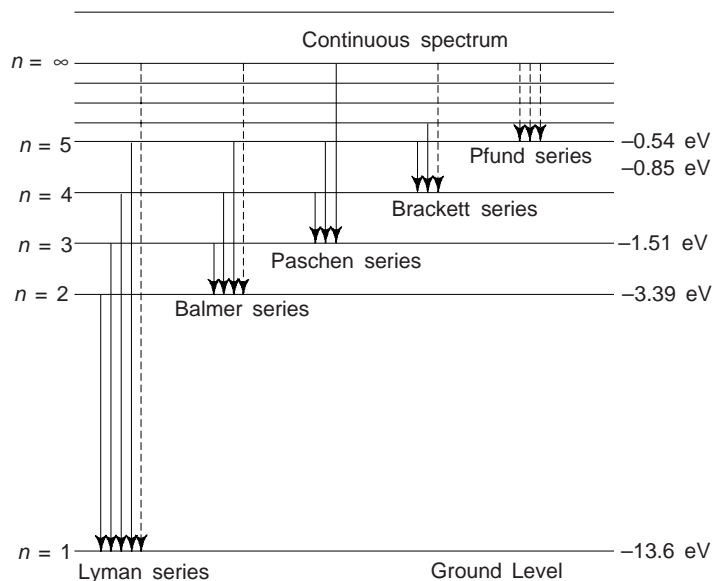 Continuous spectrum
n = ∞
n = 5
–0.54 eV
Pfund series
–0.85 eV
n = 4
Brackett series
n = 3
–1.51 eV
Paschen series
n = 2
–3.39 eV
Balmer series
n = 1
–13.6 eV
Lyman series
Ground Level